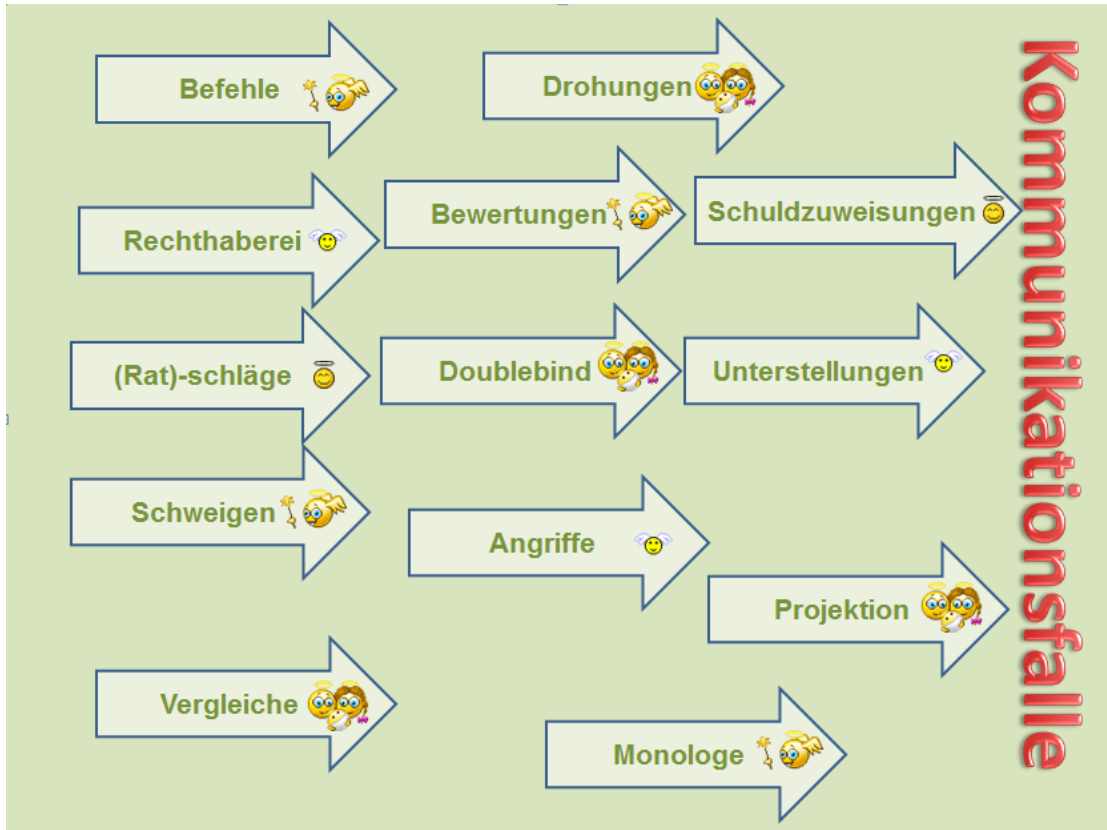 Befehle
Drohungen
Rechthaberei
Bewertungen
Schuldzuweisungen
(Rat)-schläge
Doublebind
Unterstellungen
Schweigen
Angriffe
Projektion
Vergleiche
Monologe
Kommunikationsfalle